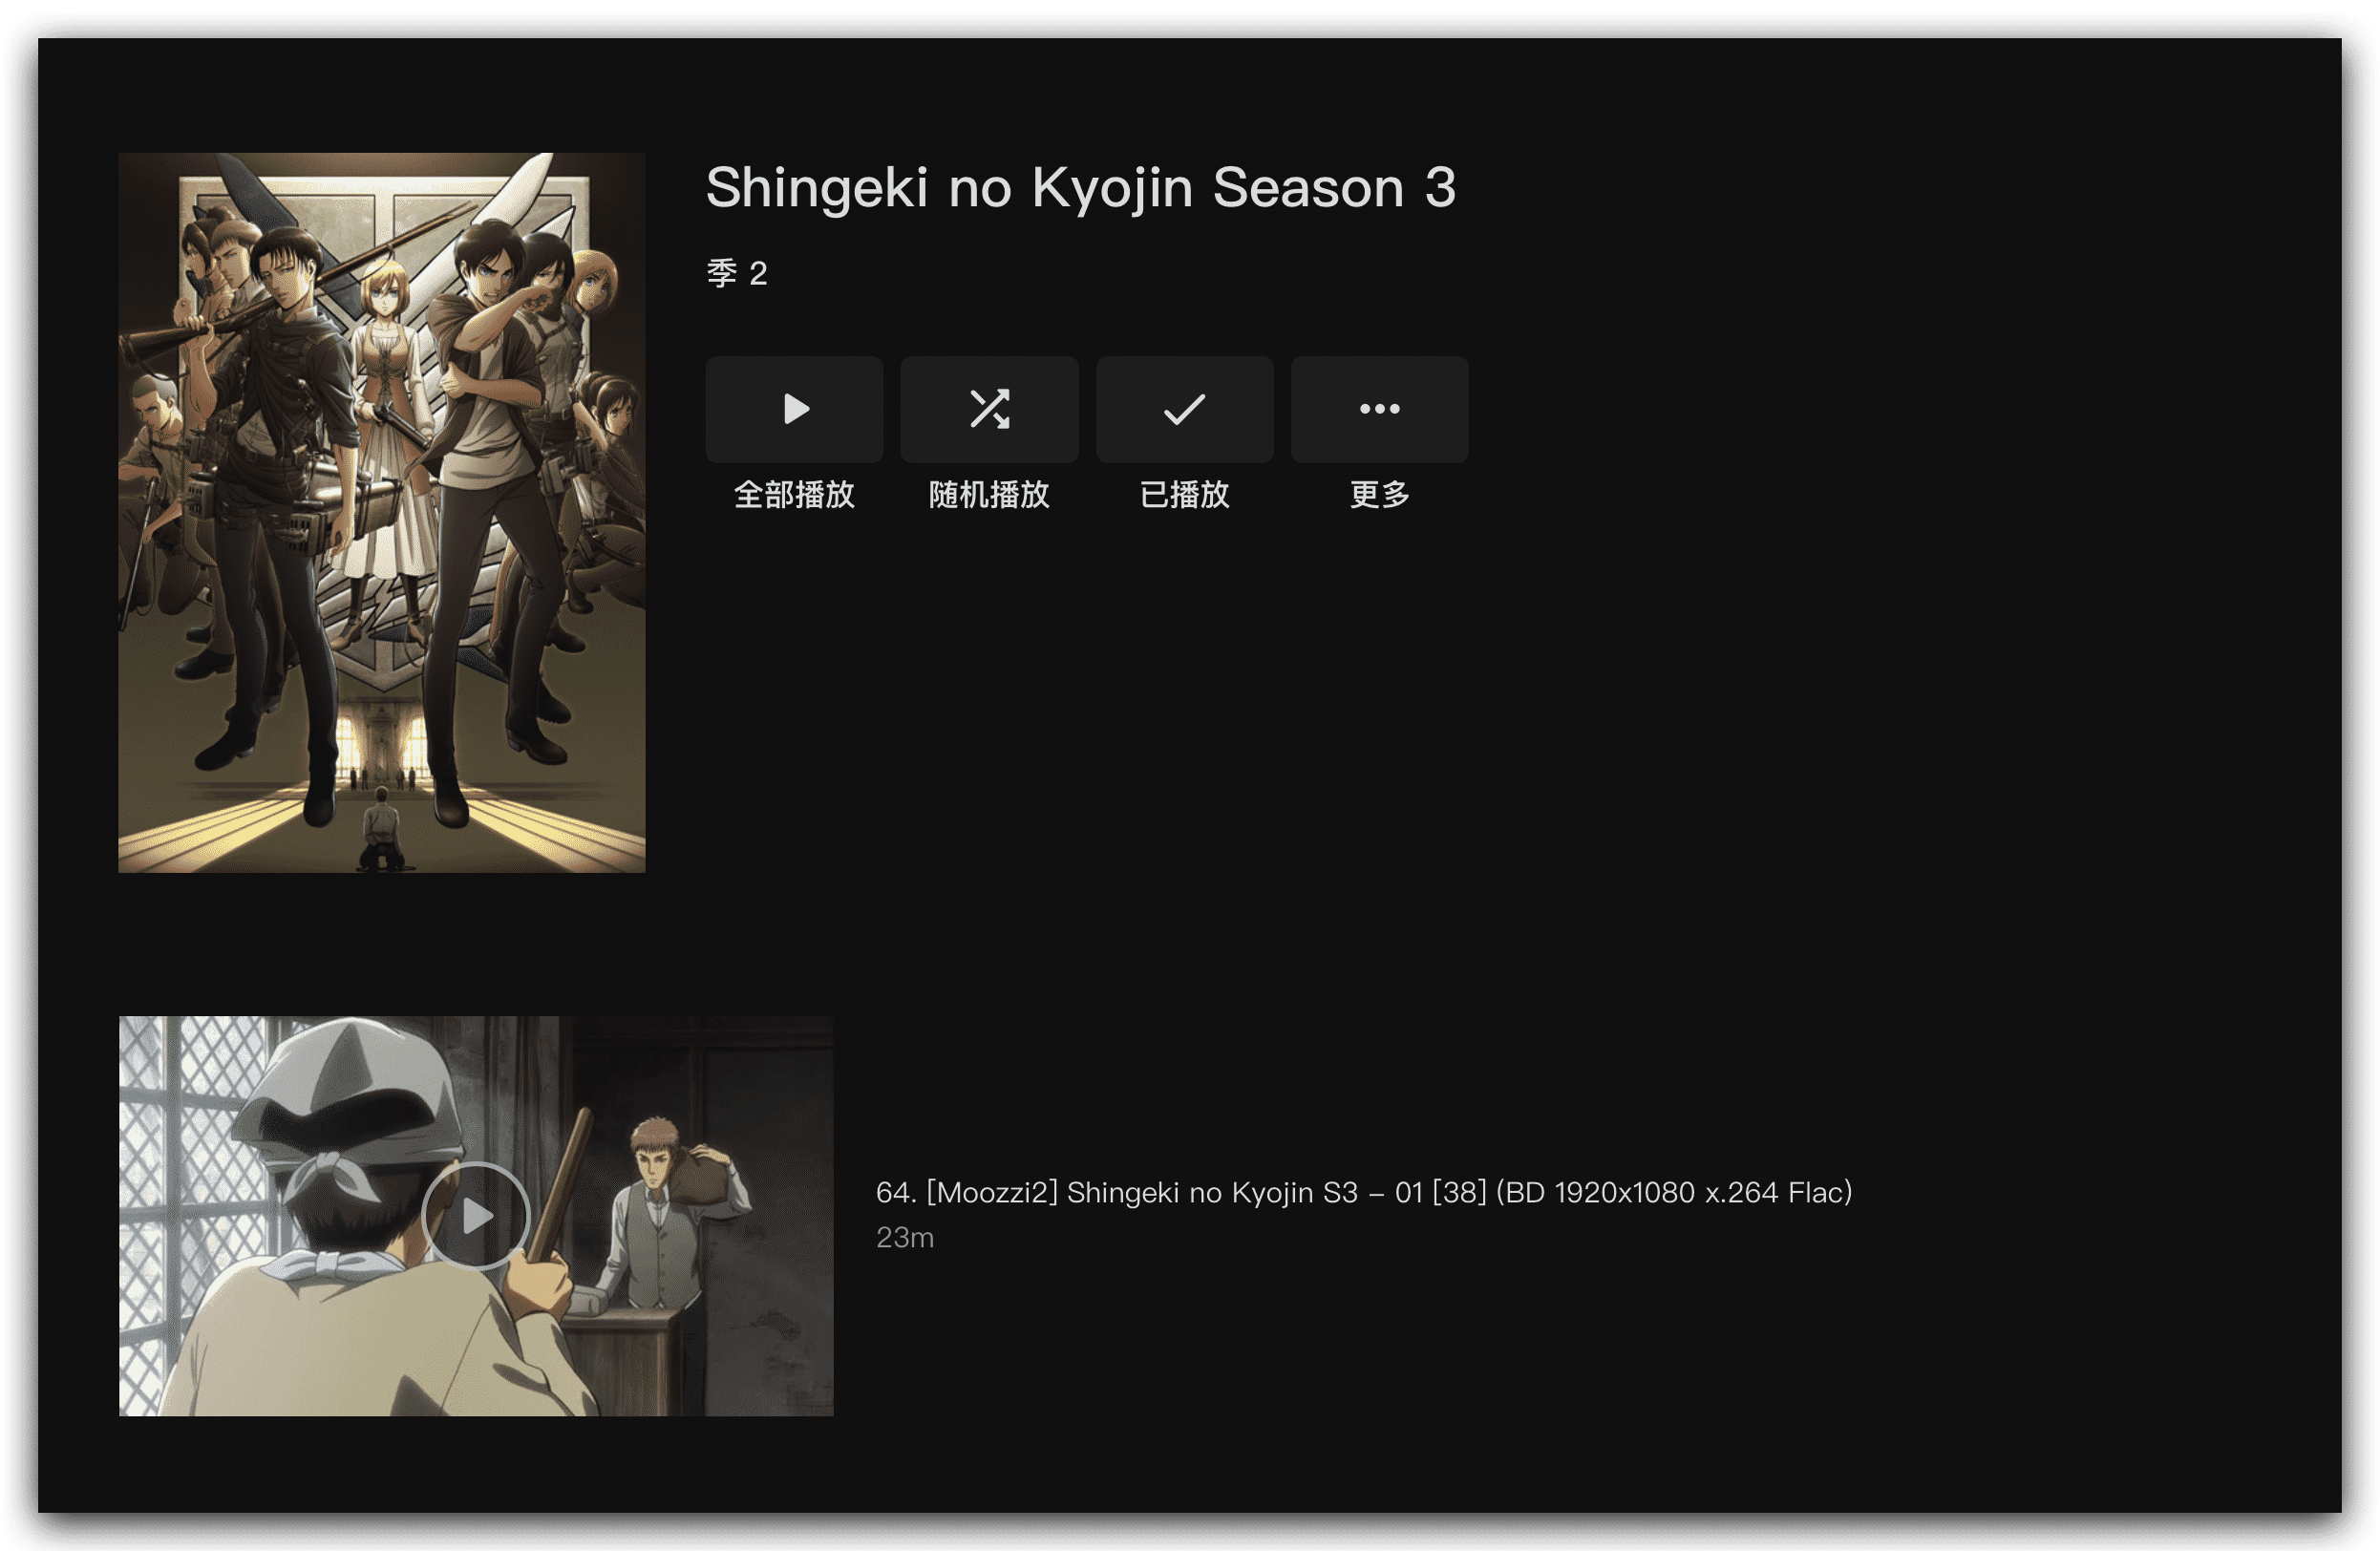 Shingeki no Kyojin Season 3
季 2
全部播放
随机播放
已播放
更多
64. [Moozzi2] Shingeki no Kyojin S3 – 01 [38] (BD 1920x1080 x.264 Flac)
23m